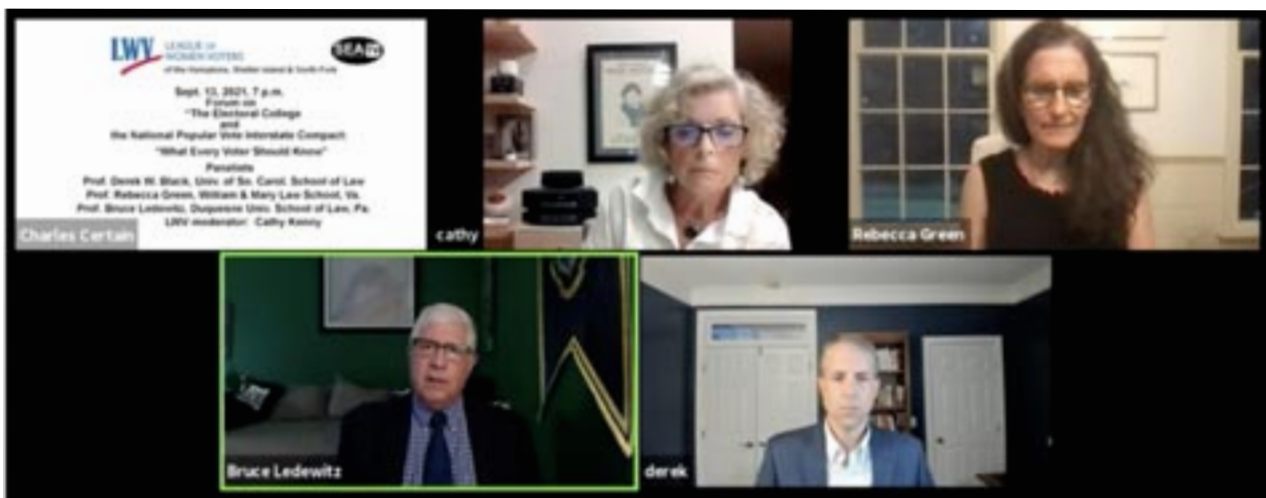 LWV LEAGUE OF
WOMEN VOTERS
of the Hamptons, Shelter Island & North Fork
SEA
Sept. 13, 2021, 7 p.m.
Forum on
"The Electoral College
and
the National Popular Vote Interstate Compact
"What Every Voter Should Know"
Panelists
Prof. Derek W. Black, Univ. of So. Carol. School of Law
Prof. Rebecca Green, William & Mary Law School, Va.
Prof. Bruce Ledewitz, Duquesne Univ. School of Law, Pa.
LWV moderator: Cathy Kenny
Charles Certain
cathy
Rebecca Green
Bruce Ledewitz
derek